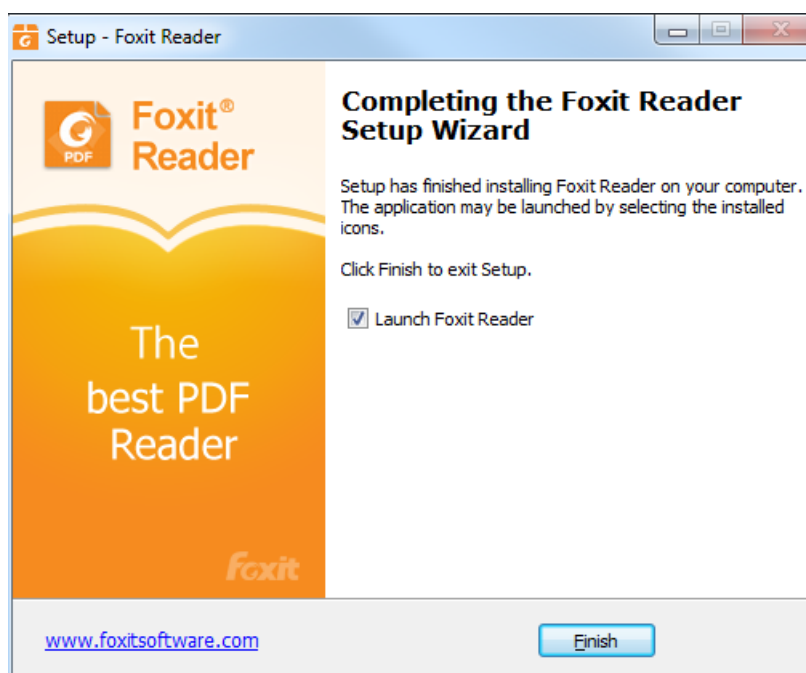 Setup - Foxit Reader
Foxit®
Reader
PDF
The
best PDF
Reader
foxit
Completing the Foxit Reader
Setup Wizard
Setup has finished installing Foxit Reader on your computer.
The application may be launched by selecting the installed
icons.
Click Finish to exit Setup.
Launch Foxit Reader
www.foxitsoftware.com
Finish